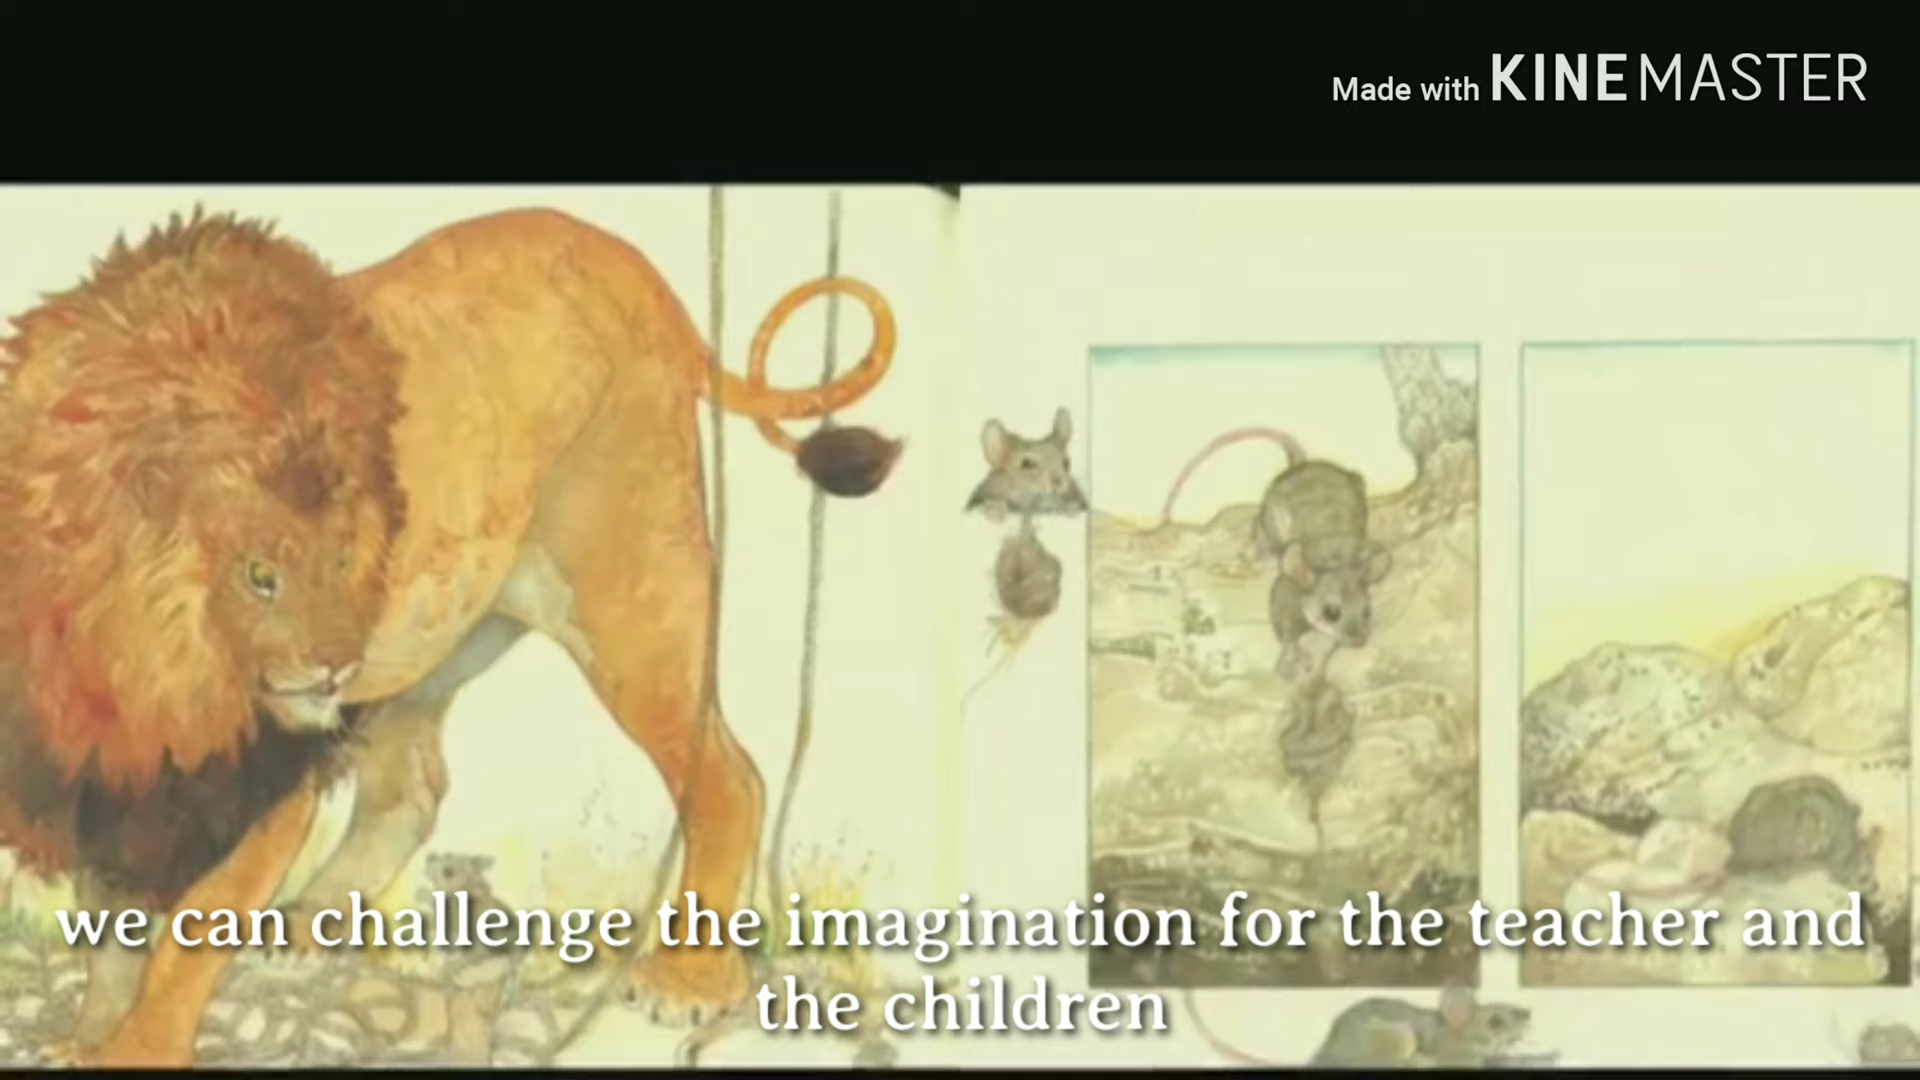 Made with KINEMASTER
we can challenge the imagination for the teacher and
the children